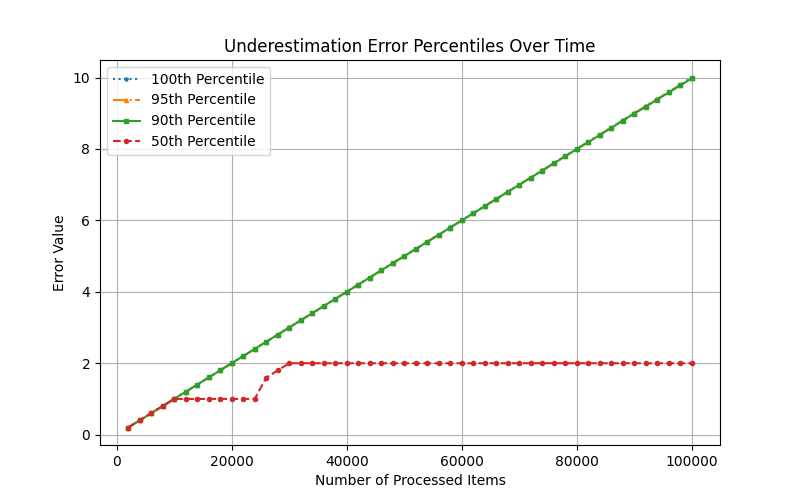 Underestimation Error Percentiles Over Time
100th Percentile
95th Percentile
90th Percentile
50th Percentile
Error Value
10
8
6
4
2
0
0 20000 40000 60000 80000 100000
Number of Processed Items